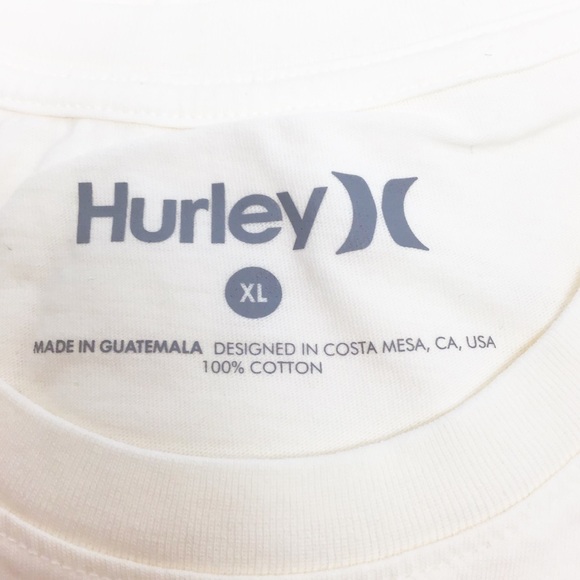 Hurley
XL
MADE IN GUATEMALA DESIGNED IN COSTA MESA, CA, USA
100% COTTON